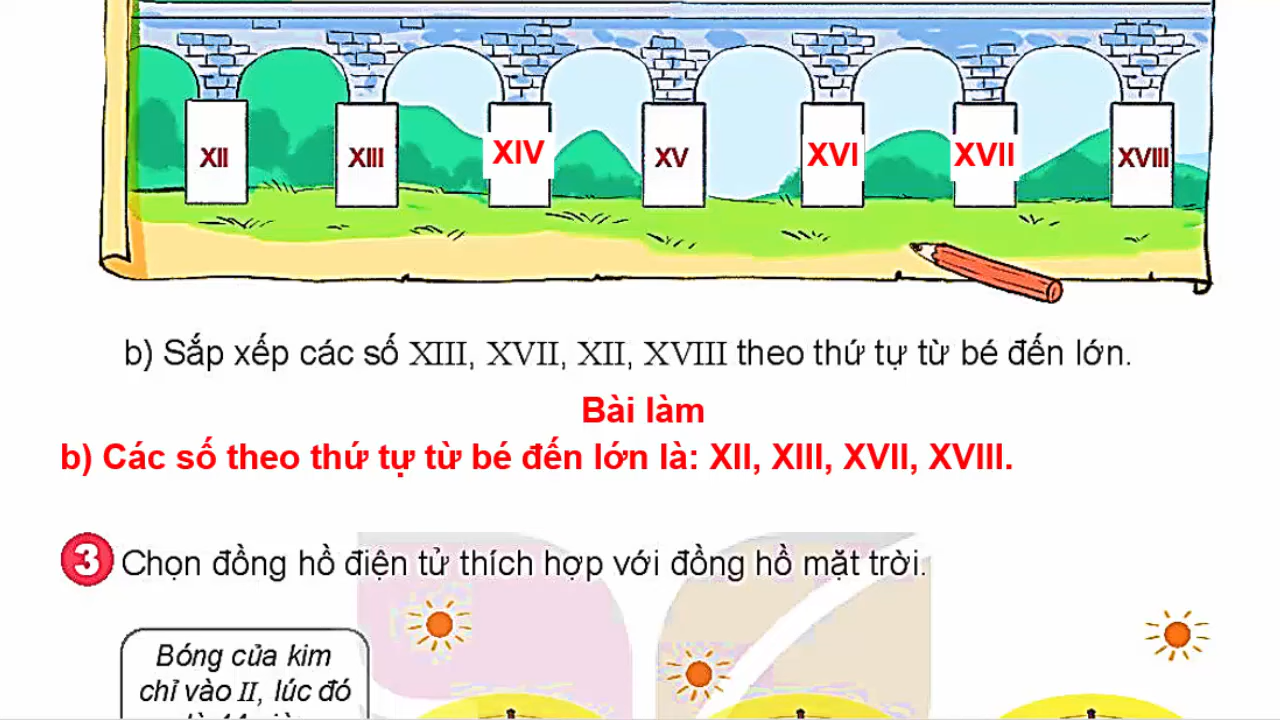 XII XIII XIV XV XVI XVII XVIII
b) Sắp xếp các số XIII, XVII, XII, XVIII theo thứ tự từ bé đến lớn.
Bài làm
b) Các số theo thứ tự từ bé đến lớn là: XII, XIII, XVII, XVIII.
3 Chọn đồng hồ điện tử thích hợp với đồng hồ mặt trời.
Bóng của kim
chỉ vào II, lúc đó